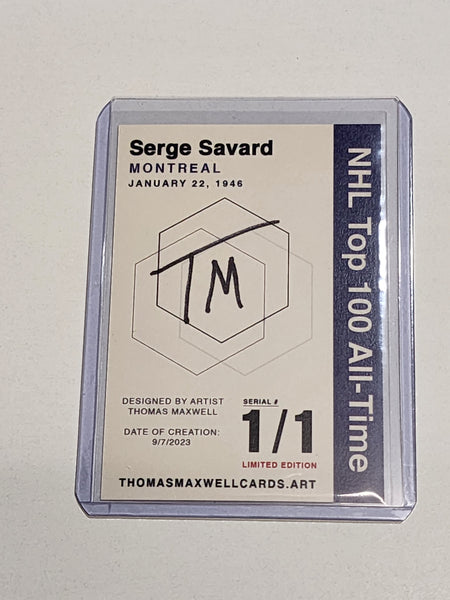 Serge Savard
MONTREAL
JANUARY 22, 1946
TM
DESIGNED BY ARTIST
THOMAS MAXWELL
DATE OF CREATION:
9/7/2023
SERIAL #
1/1
LIMITED EDITION
THOMASMAXWELLCARDS.ART
NHL Top 100 All-Time